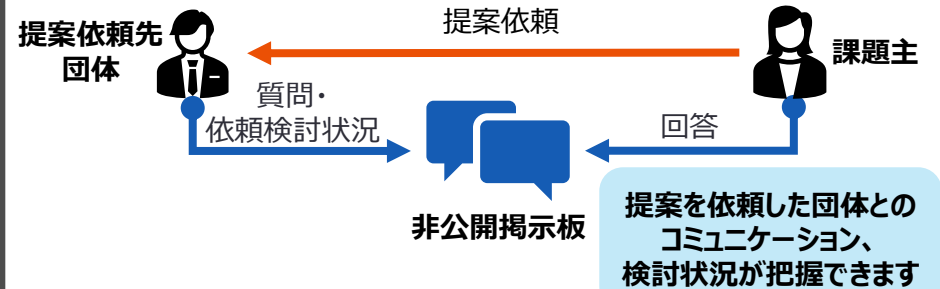 提案依頼
提案依頼先
団体
課題主
質問・
依頼検討状況
回答
非公開掲示板
提案を依頼した団体との
コミュニケーション、
検討状況が把握できます